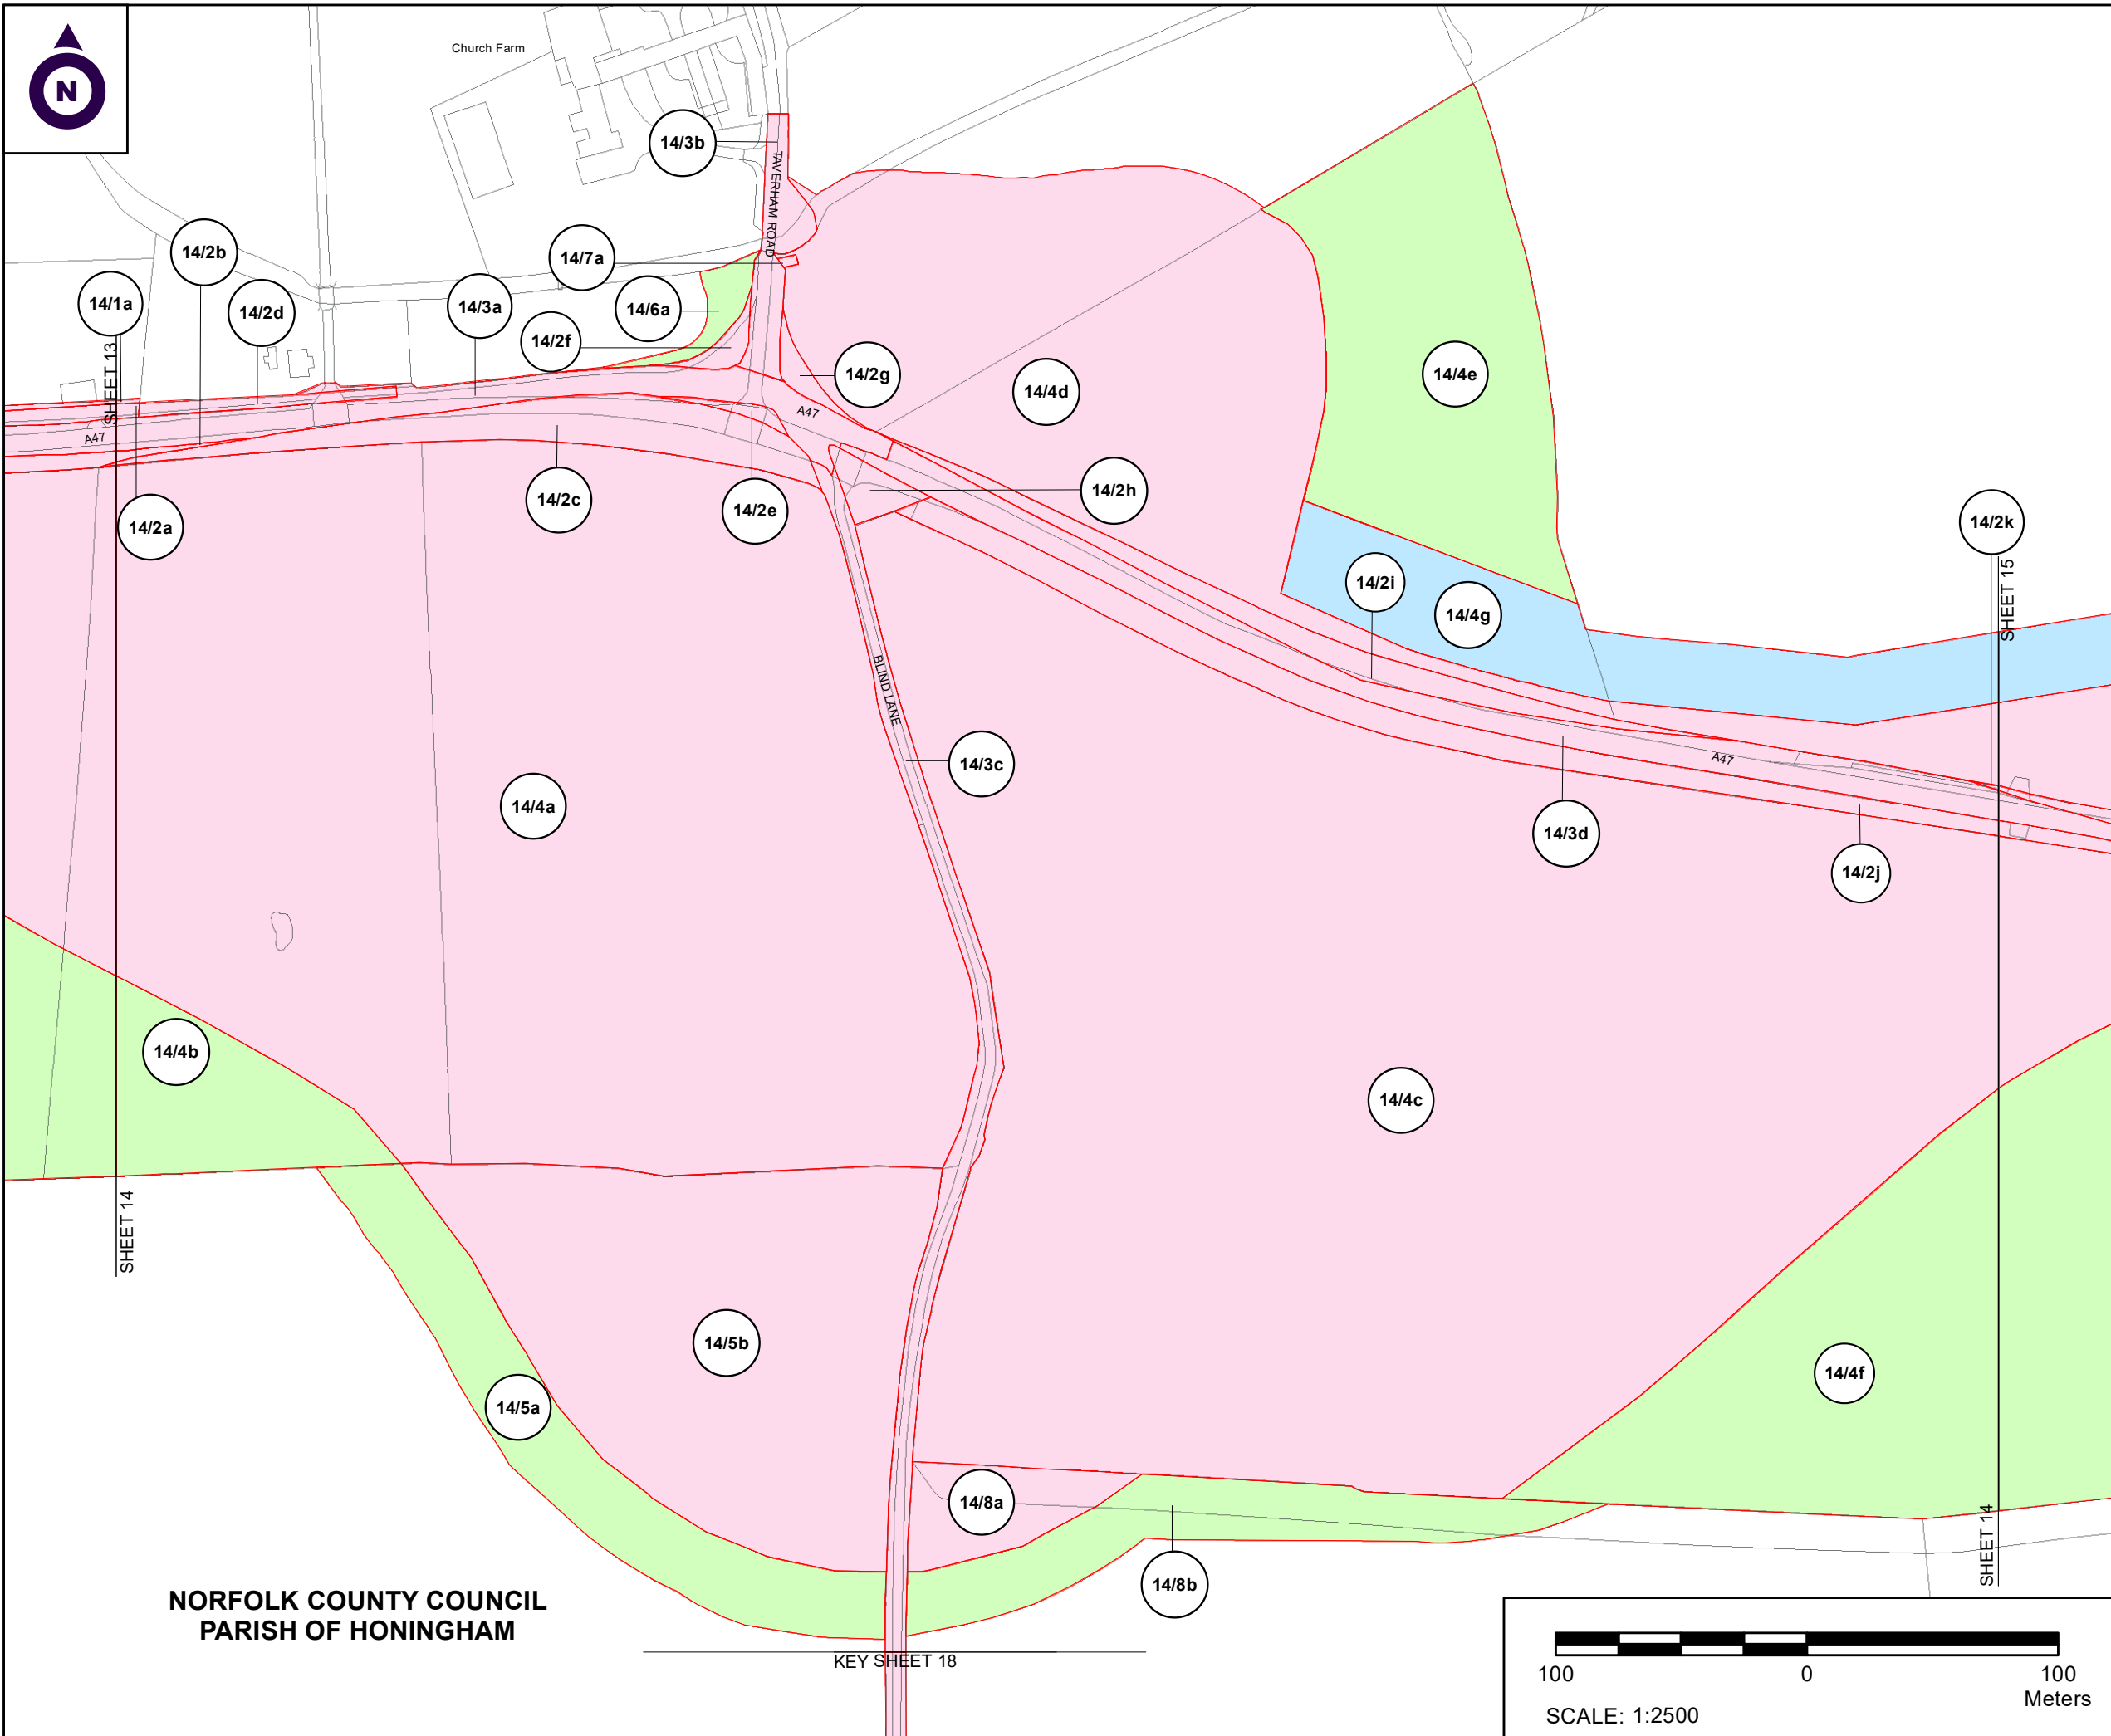 Church Farm
N
14/3b
TAVERHAM ROAD
14/2b
14/7a
14/1a
14/2d
14/3a
14/6a
14/2f
SHEET 13
14/2g
14/4d
14/4e
A47
A47
14/2a
14/2c
14/2e
14/2h
14/2k
14/2i
14/4g
SHEET 15
BLIND LANE
14/3c
14/4a
A47
14/3d
14/2j
14/4b
14/4c
SHEET 14
14/5b
14/5a
14/4f
14/8a
14/8b
SHEET 14
NORFOLK COUNTY COUNCIL
PARISH OF HONINGHAM
KEY SHEET 18
100 0 100
Meters
SCALE: 1:2500